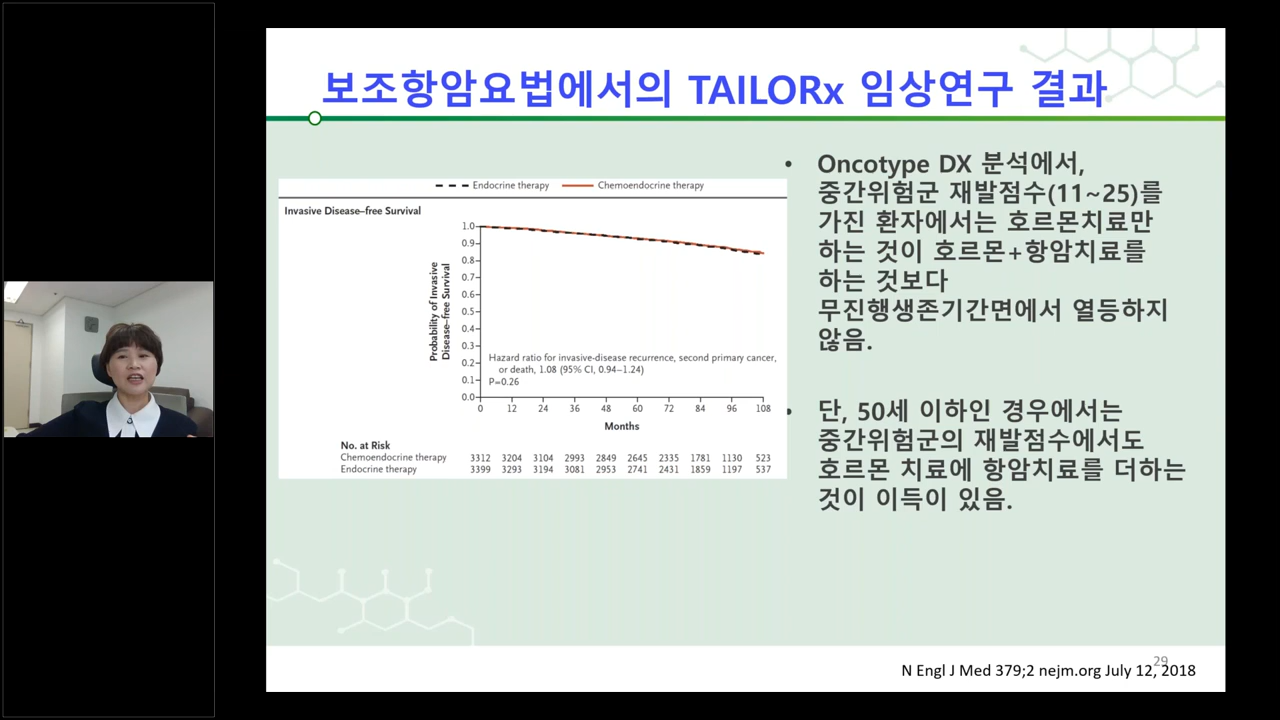 보조항암요법에서의 TAILORx 임상연구 결과
Endocrine therapy Chemoendocrine therapy
Invasive Disease–free Survival
Probability of Invasive
Disease–free Survival
1.0
0.9
0.8
0.7
0.6
0.5
0.4
0.3
0.2
0.1
0.0
Hazard ratio for invasive-disease recurrence, second primary cancer,
or death, 1.08 (95% CI, 0.94–1.24)
P=0.26
0 12 24 36 48 60 72 84 96 108
Months
No. at Risk
Chemoendocrine therapy 3312 3204 3104 2993 2849 2645 2335 1781 1130 523
Endocrine therapy 3399 3293 3194 3081 2953 2741 2431 1859 1197 537
• Oncotype DX 분석에서,
중간위험군 재발점수(11~25)를
가진 환자에서는 호르몬치료만
하는 것이 호르몬+항암치료를
하는 것보다
무진행생존기간면에서 열등하지
않음.
• 단, 50세 이하인 경우에서는
중간위험군의 재발점수에서도
호르몬 치료에 항암치료를 더하는
것이 이득이 있음.
29
N Engl J Med 379;2 nejm.org July 12, 2018